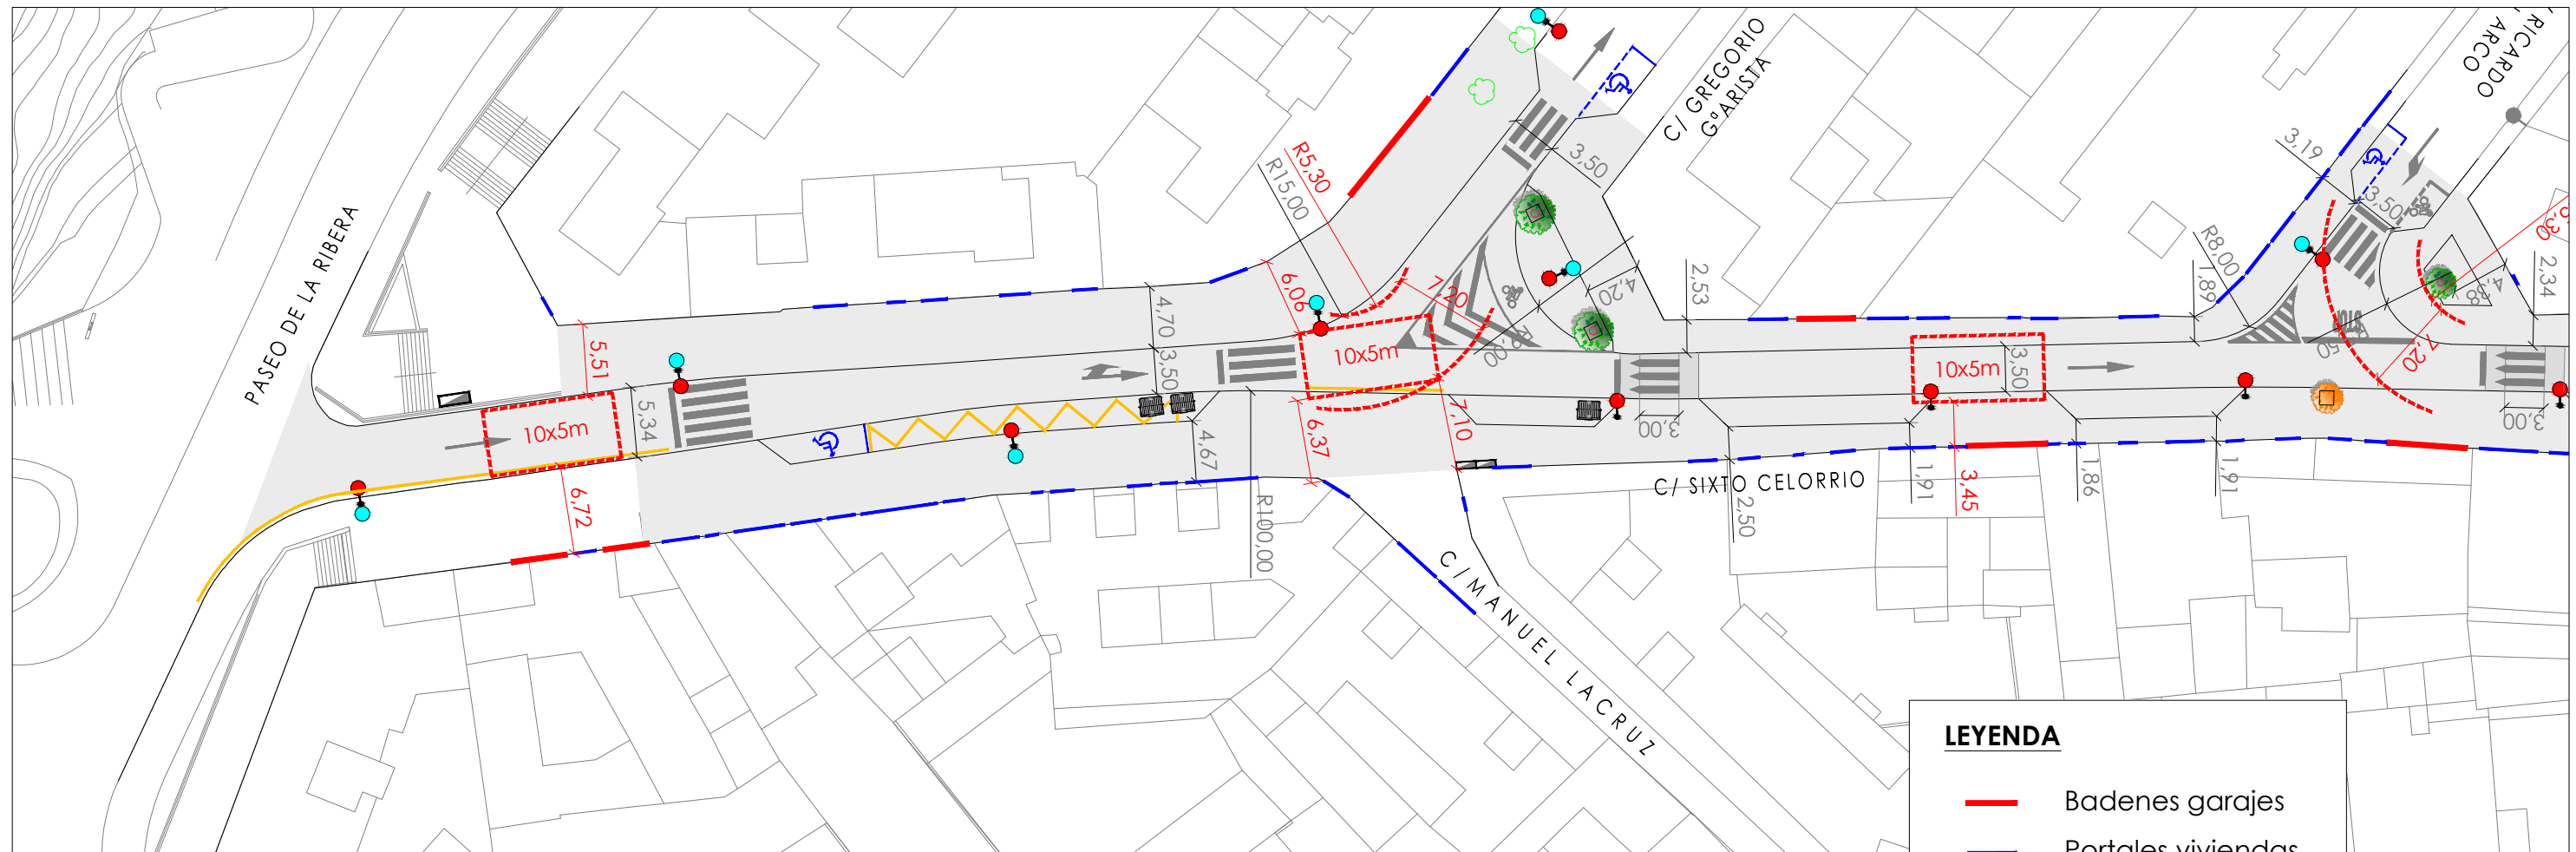 PASEO DE LA RIBERA
5,51
5,34
10x5m
6,72
4,70
3,50
4,67
R100,00
R5,30
R15,00
6,06
10x5m
7,20
6,37
7,10
3,50
4,20
C/ GREGORIO
Gª ARISTA
2,53
3,00
C/ SIXTO CELORRIO
C/ MANUEL LACRUZ
2,50
10x5m
3,50
1,91
3,45
1,86
1,91
1,89
R8,00
3,19
3,50
RICARDO
ARCO
4,38
7,20
2,34
3,00
LEYENDA
Badenes garajes
Portales viviendas